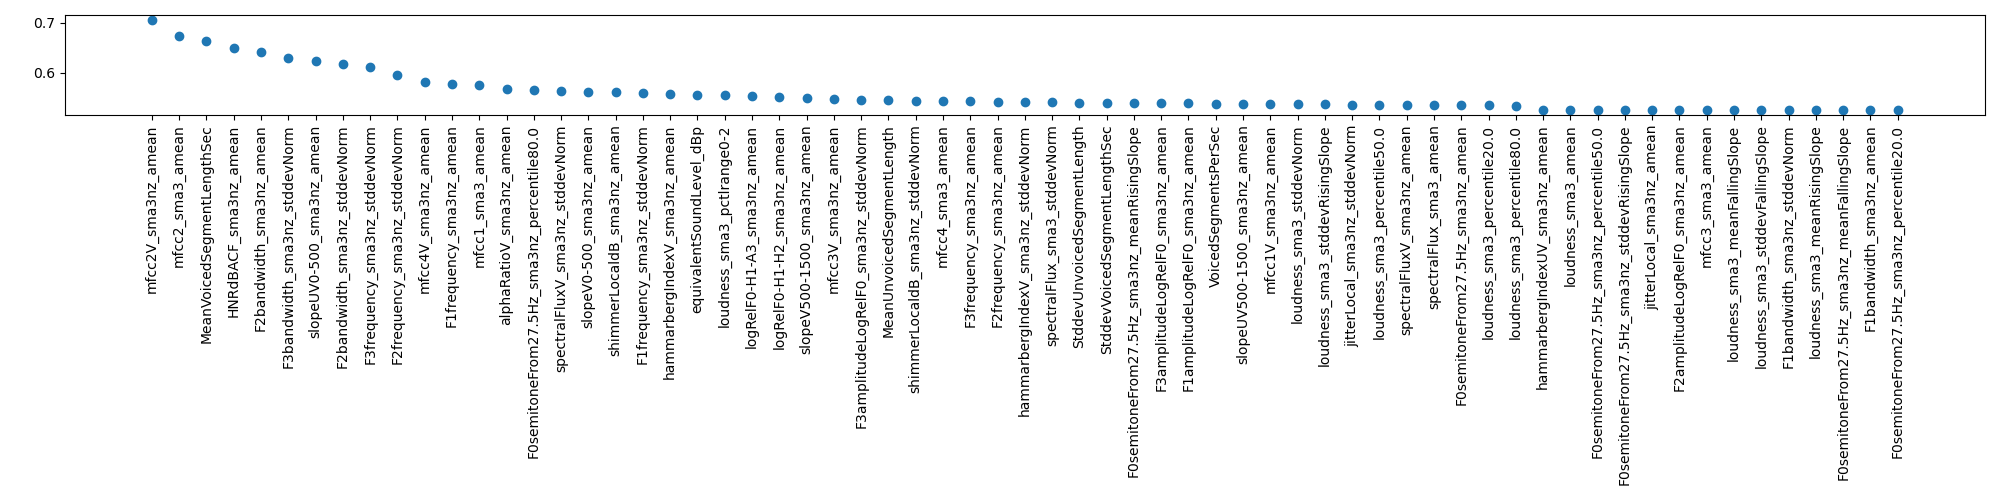 0.7
0.6
mfcc2V_sma3nz_amean
mfcc2_sma3_amean
MeanVoicedSegmentLengthSec
HNRdBACF_sma3nz_amean
F2bandwidth_sma3nz_amean
F3bandwidth_sma3nz_stddevNorm
slopeUV0-500_sma3nz_amean
F2bandwidth_sma3nz_stddevNorm
F3frequency_sma3nz_stddevNorm
F2frequency_sma3nz_stddevNorm
mfcc4V_sma3nz_amean
F1frequency_sma3nz_amean
mfcc1_sma3_amean
alphaRatioV_sma3nz_amean
F0semitoneFrom27.5Hz_sma3nz_percentile80.0
spectralFluxV_sma3nz_stddevNorm
slopeV0-500_sma3nz_amean
shimmerLocaldB_sma3nz_amean
F1frequency_sma3nz_stddevNorm
hammarbergIndexV_sma3nz_amean
equivalentSoundLevel_dBp
loudness_sma3_pctlrange0-2
logRelF0-H1-A3_sma3nz_amean
logRelF0-H1-H2_sma3nz_amean
slopeV500-1500_sma3nz_amean
mfcc3V_sma3nz_amean
F3amplitudeLogRelF0_sma3nz_stddevNorm
MeanUnvoicedSegmentLength
shimmerLocaldB_sma3nz_stddevNorm
mfcc4_sma3_amean
F3frequency_sma3nz_amean
F2frequency_sma3nz_amean
hammarbergIndexV_sma3nz_stddevNorm
spectralFlux_sma3_stddevNorm
StddevUnvoicedSegmentLength
StddevVoicedSegmentLengthSec
F0semitoneFrom27.5Hz_sma3nz_meanRisingSlope
F3amplitudeLogRelF0_sma3nz_amean
F1amplitudeLogRelF0_sma3nz_amean
VoicedSegmentsPerSec
slopeUV500-1500_sma3nz_amean
mfcc1V_sma3nz_amean
loudness_sma3_stddevNorm
loudness_sma3_stddevRisingSlope
jitterLocal_sma3nz_stddevNorm
loudness_sma3_percentile50.0
spectralFluxV_sma3nz_amean
spectralFlux_sma3_amean
F0semitoneFrom27.5Hz_sma3nz_amean
loudness_sma3_percentile20.0
loudness_sma3_percentile80.0
hammarbergIndexUV_sma3nz_amean
loudness_sma3_amean
F0semitoneFrom27.5Hz_sma3nz_percentile50.0
F0semitoneFrom27.5Hz_sma3nz_stddevRisingSlope
jitterLocal_sma3nz_amean
F2amplitudeLogRelF0_sma3nz_amean
mfcc3_sma3_amean
loudness_sma3_meanFallingSlope
loudness_sma3_stddevFallingSlope
F1bandwidth_sma3nz_stddevNorm
loudness_sma3_meanRisingSlope
F0semitoneFrom27.5Hz_sma3nz_meanFallingSlope
F1bandwidth_sma3nz_amean
F0semitoneFrom27.5Hz_sma3nz_percentile20.0